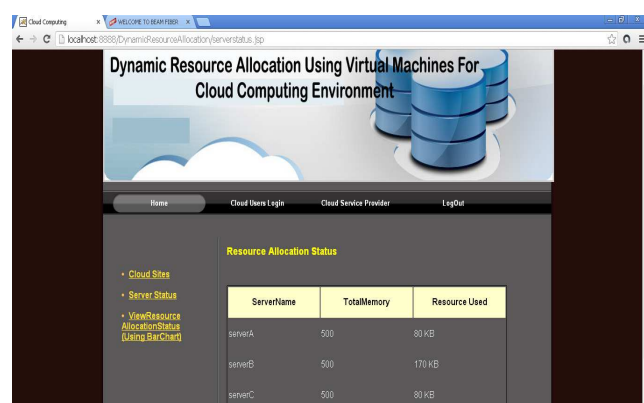 Cloud Computing
WELCOME TO BEAM FIBER
localhost:8888/DynamicResourceAllocation/serverstatus.jsp
Dynamic Resource Allocation Using Virtual Machines For
Cloud Computing Environment
Home Cloud Users Login Cloud Service Provider LogOut
Resource Allocation Status
Cloud Sites
Server Status
ViewResource
AllocationStatus
(Using BarChart)
ServerName TotalMemory Resource Used
serverA 500 80 KB
serverB 500 170 KB
serverC 500 80 KB